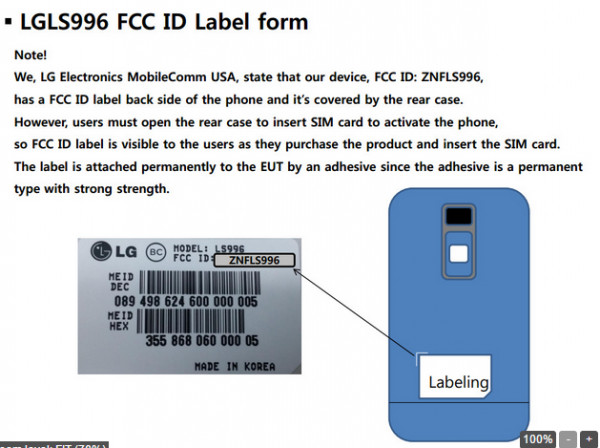 ▪ LGLS996 FCC ID Label form
Note!
We, LG Electronics MobileComm USA, state that our device, FCC ID: ZNFLS996,
has a FCC ID label back side of the phone and it's covered by the rear case.
However, users must open the rear case to insert SIM card to activate the phone,
so FCC ID label is visible to the users as they purchase the product and insert the SIM card.
The label is attached permanently to the EUT by an adhesive since the adhesive is a permanent
type with strong strength.
LG BC MODEL: LS996
FCC ID: ZNFLS996
MEID
DEC
089 498 624 600 000 005
MEID
HEX
355 868 060 000 05
MADE IN KOREA
Labeling
100% - +